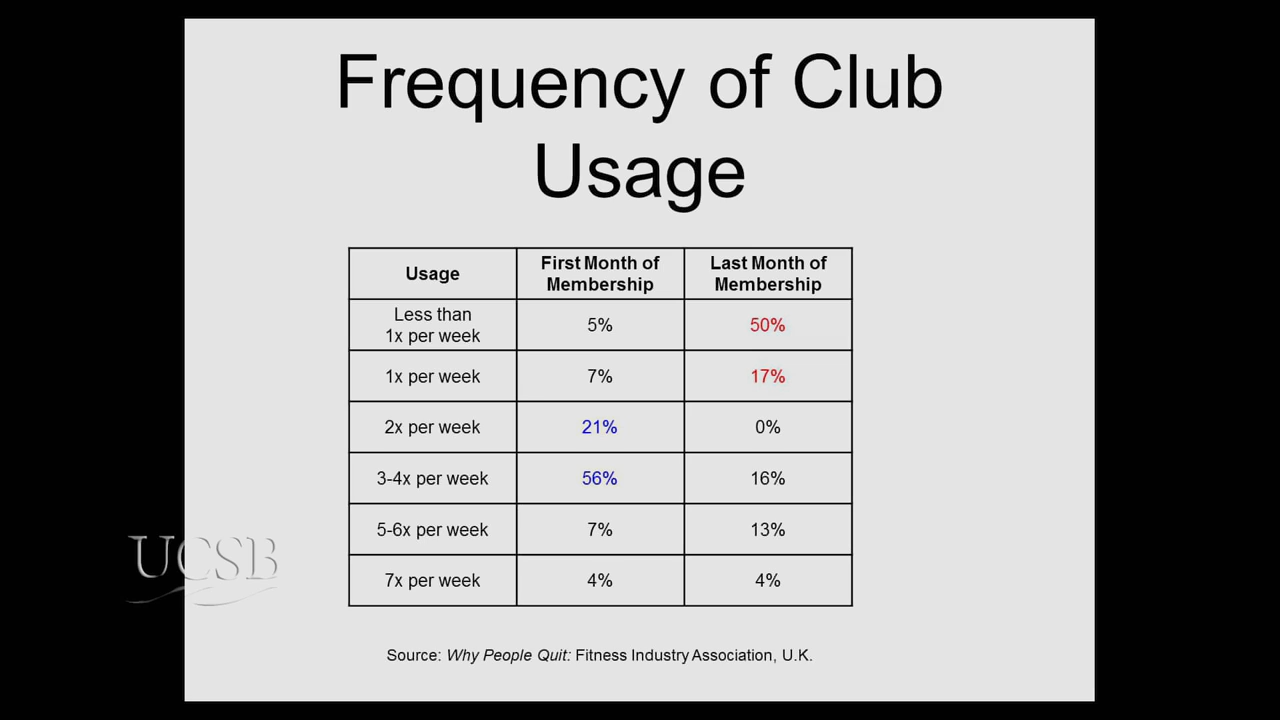 Frequency of Club
Usage
Usage
First Month of
Membership
Last Month of
Membership
Less than
1x per week
5%
50%
1x per week
7%
17%
2x per week
21%
0%
3-4x per week
56%
16%
5-6x per week
7%
13%
7x per week
4%
4%
UCSB
Source: Why People Quit: Fitness Industry Association, U.K.